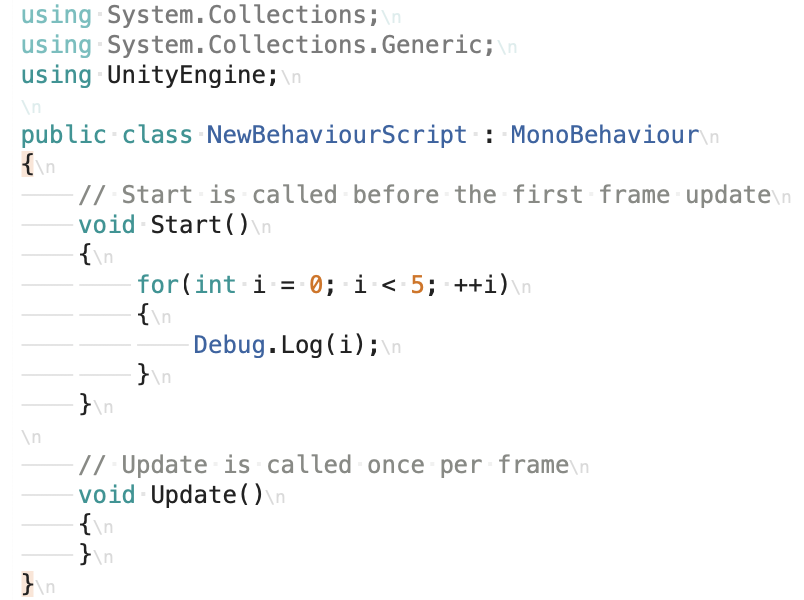 using System.Collections;\n
using System.Collections.Generic;\n
using UnityEngine;\n
\n
public class NewBehaviourScript : MonoBehaviour\n
{\n
// Start is called before the first frame update\n
void Start()\n
{\n
for(int i = 0; i < 5; ++i)\n
{\n
Debug.Log(i);\n
}\n
}\n
\n
// Update is called once per frame\n
void Update()\n
{\n
}\n
}\n